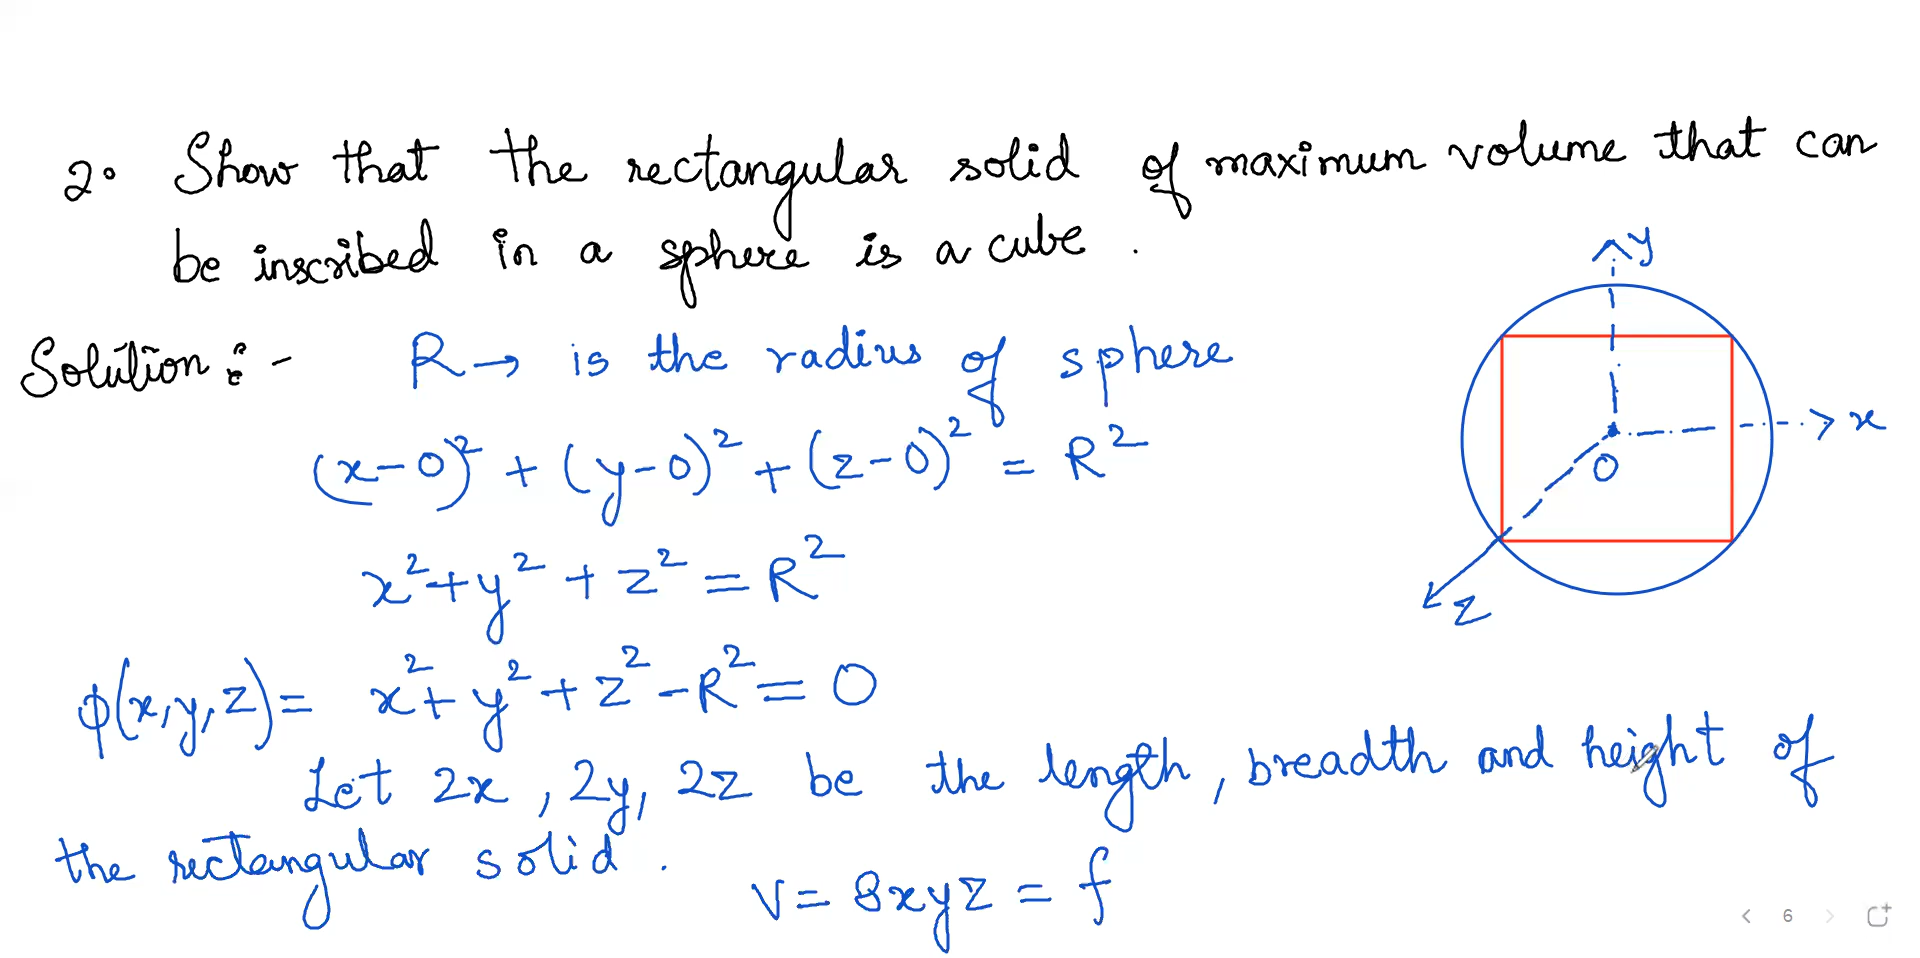 2. Show that the rectangular solid of maximum volume that can
be inscribed in a sphere is a cube.
Solution :- R → is the radius of sphere
(x-0)² + (y-0)² + (z-0)² = R²
x² + y² + z² = R²
ϕ(x,y,z) = x² + y² + z² - R² = 0
Let 2x, 2y, 2z be the length, breadth and height of
the rectangular solid.
V = 8xyz = f
y
x
O
z
< 6 >